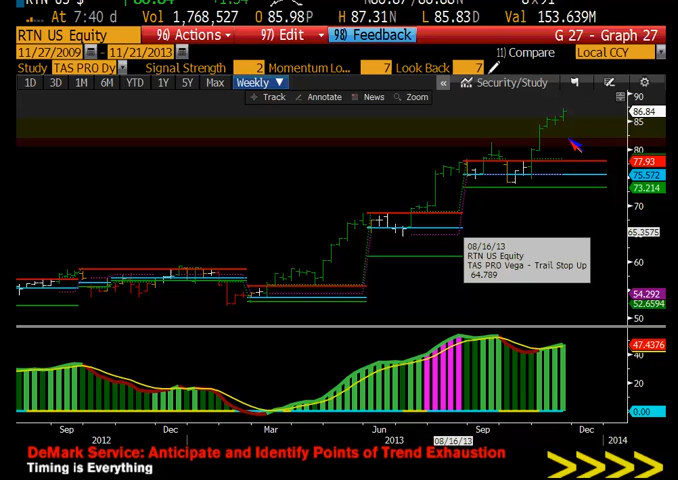 At 7:40 d Vol 1,768,527 O 85.98P H 87.31N L 85.83D Val 153.639M
RTN US Equity 96) Actions 97) Edit 98) Feedback G 27 - Graph 27
11/27/2009 11/21/2013 11) Compare Local CCY
Study TAS PRO Dy Signal Strength 2 Momentum Lo... 7 Look Back 7
1D 3D 1M 6M YTD 1Y 5Y Max Weekly ▼ « Security/Study
Track Annotate News Zoom
90
86.84
85
80
77.93
75.572
73.214
70
65.3575
60
54.292
52.6594
50
08/16/13
RTN US Equity
TAS PRO Vega - Trail Stop Up
64.789
47.4376
40
20
0.00
Sep Dec Mar Jun Sep Dec
2012 2013 08/16/13 2014
DeMark Service: Anticipate and Identify Points of Trend Exhaustion
Timing is Everything